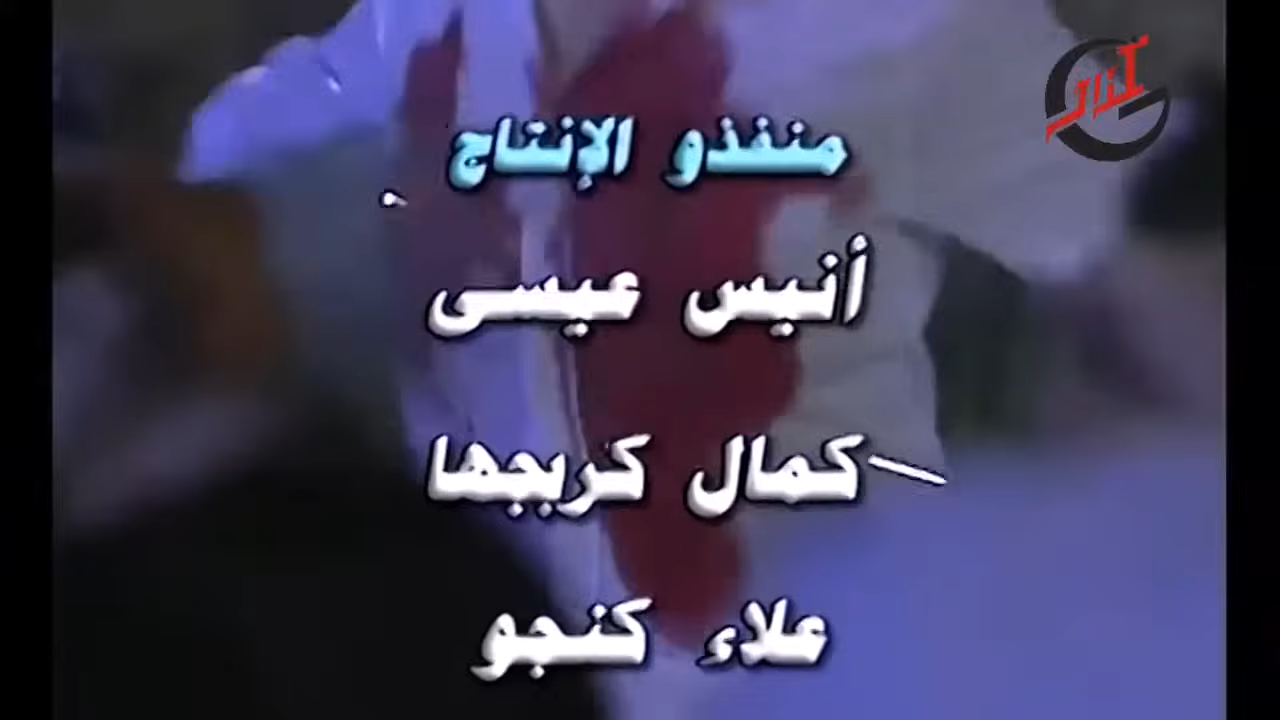 منفذو الإنتاج
أنيس عيسى
كمال كربجها
علاء كنجو